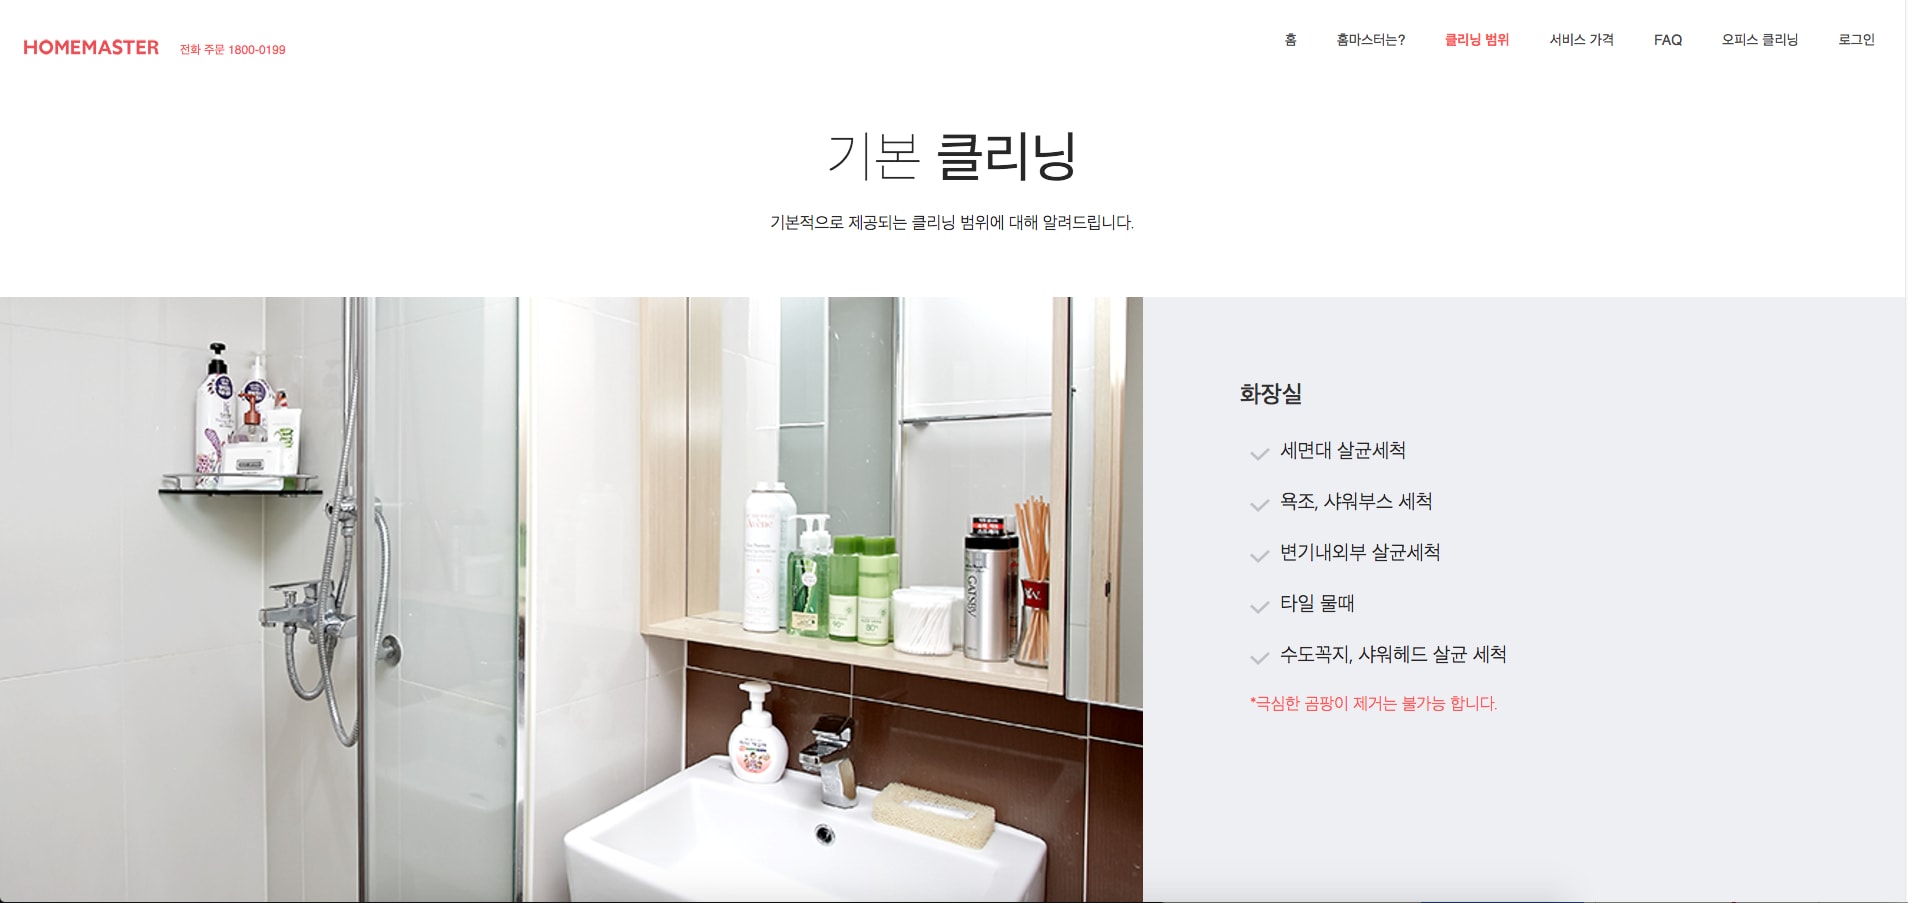 HOMEMASTER 전화 주문 1800-0199
홈 홈마스터는? 클리닝 범위 서비스 가격 FAQ 오피스 클리닝 로그인
기본 클리닝
기본적으로 제공되는 클리닝 범위에 대해 알려드립니다.
화장실
세면대 살균세척
욕조, 샤워부스 세척
변기내외부 살균세척
타일 물때
수도꼭지, 샤워헤드 살균 세척
*극심한 곰팡이 제거는 불가능 합니다.
Avène
90%
80%
GATSBY